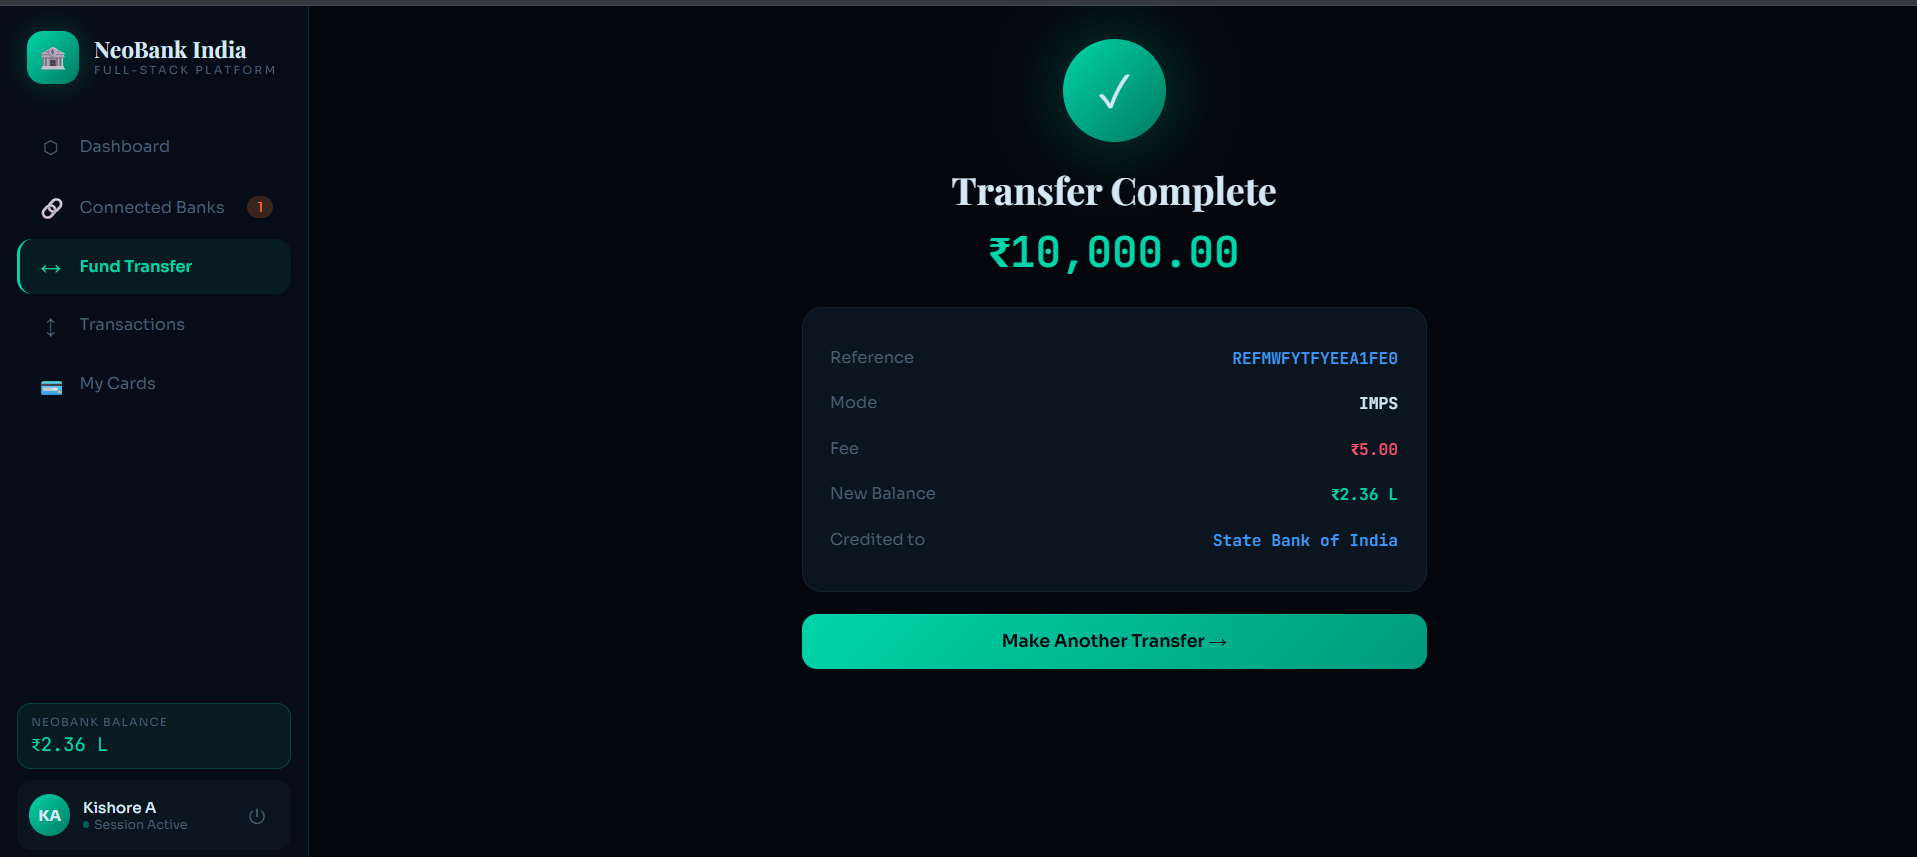 NeoBank India
FULL-STACK PLATFORM
Dashboard
Connected Banks 1
Fund Transfer
Transactions
My Cards
NEOBANK BALANCE
₹2.36 L
KA
Kishore A
Session Active
✓
Transfer Complete
₹10,000.00
Reference REFMWFYTFYEEA1FE0
Mode IMPS
Fee ₹5.00
New Balance ₹2.36 L
Credited to State Bank of India
Make Another Transfer →